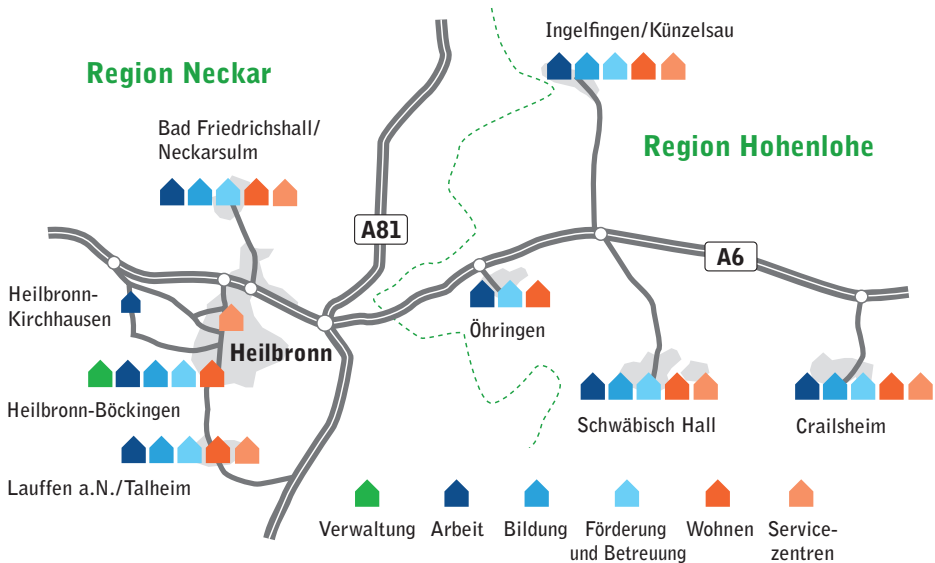 Ingelfingen/Künzelsau
Region Neckar
Bad Friedrichshall/
Neckarsulm
Region Hohenlohe
A81
A6
Heilbronn-
Kirchhausen
Öhringen
Heilbronn
Heilbronn-Böckingen
Schwäbisch Hall
Crailsheim
Lauffen a.N./Talheim
Verwaltung
Arbeit
Bildung
Förderung
und Betreuung
Wohnen
Service-
zentren